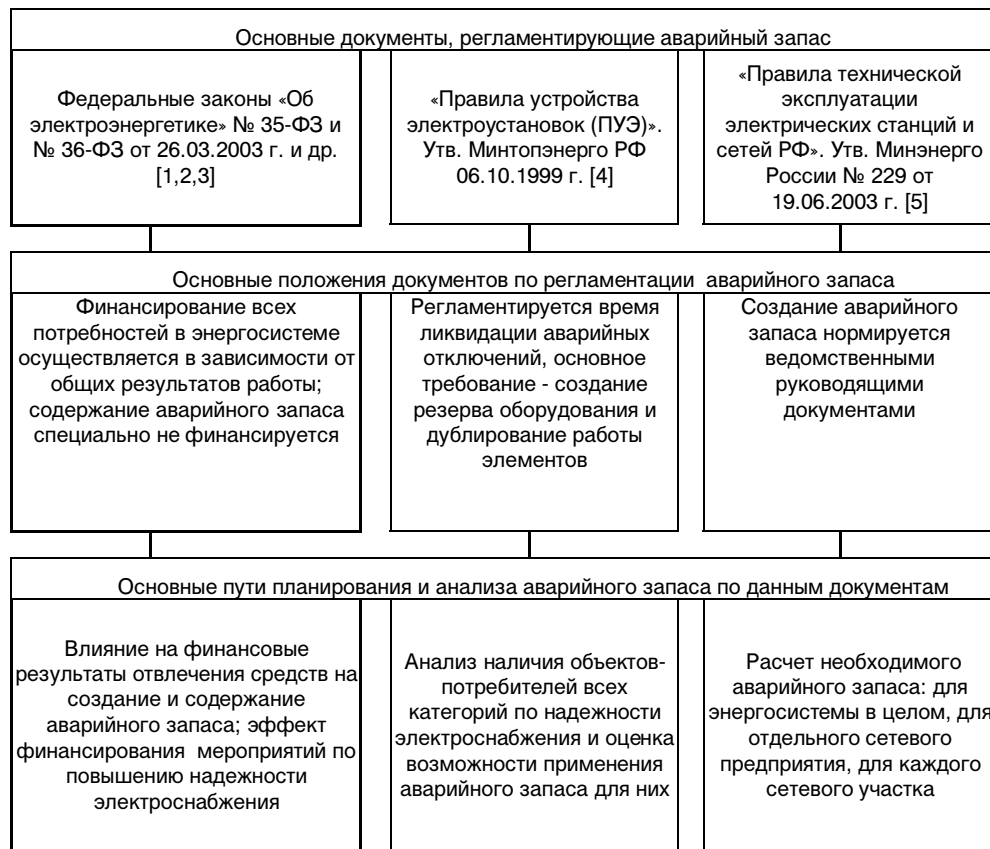 Основные документы, регламентирующие аварийный запас
Федеральные законы «Об
электроэнергетике» № 35-ФЗ и
№ 36-ФЗ от 26.03.2003 г. и др.
[1,2,3]
«Правила устройства
электроустановок (ПУЭ)».
Утв. Минтопэнерго РФ
06.10.1999 г. [4]
«Правила технической
эксплуатации
электрических станций и
сетей РФ». Утв. Минэнерго
России № 229 от
19.06.2003 г. [5]
Основные положения документов по регламентации аварийного запаса
Финансирование всех
потребностей в энергосистеме
осуществляется в зависимости от
общих результатов работы;
содержание аварийного запаса
специально не финансируется
Регламентируется время
ликвидации аварийных
отключений, основное
требование - создание
резерва оборудования и
дублирование работы
элементов
Создание аварийного
запаса нормируется
ведомственными
руководящими
документами
Основные пути планирования и анализа аварийного запаса по данным документам
Влияние на финансовые
результаты отвлечения средств на
создание и содержание
аварийного запаса; эффект
финансирования мероприятий по
повышению надежности
электроснабжения
Анализ наличия объектов-
потребителей всех
категорий по надежности
электроснабжения и оценка
возможности применения
аварийного запаса для них
Расчет необходимого
аварийного запаса: для
энергосистемы в целом, для
отдельного сетевого
предприятия, для каждого
сетевого участка